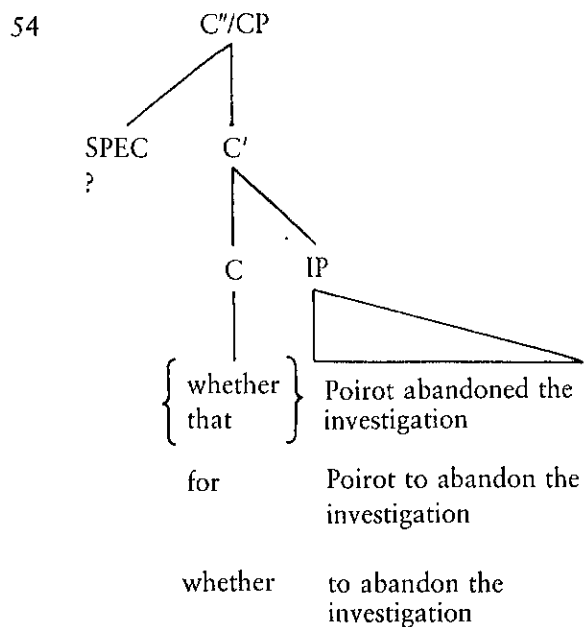 54 C″/CP
SPEC C′
?
C IP
whether Poirot abandoned the
that investigation
for Poirot to abandon the
investigation
whether to abandon the
investigation